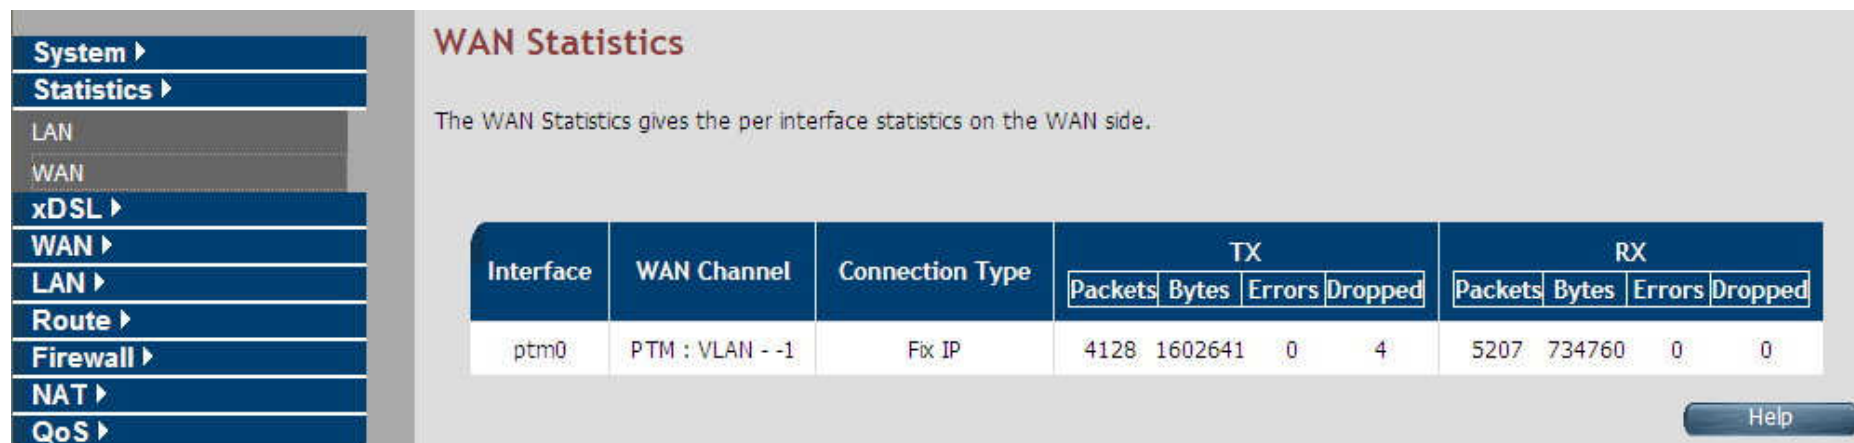 System
Statistics
LAN
WAN
xDSL
WAN
LAN
Route
Firewall
NAT
QoS
WAN Statistics
The WAN Statistics gives the per interface statistics on the WAN side.
Interface WAN Channel Connection Type TX RX
Packets Bytes Errors Dropped Packets Bytes Errors Dropped
ptm0 PTM : VLAN - -1 Fix IP 4128 1602641 0 4 5207 734760 0 0
Help